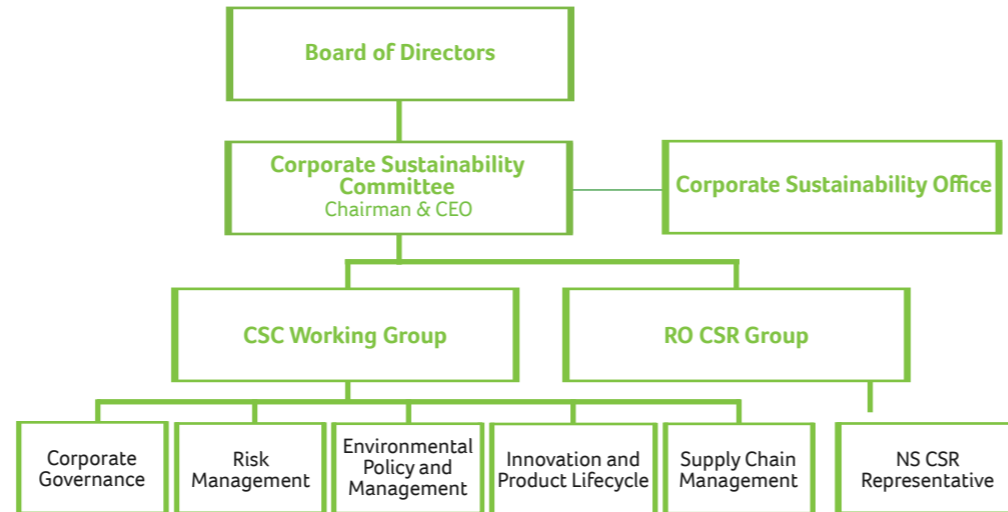 Board of Directors
Corporate Sustainability
Committee
Chairman & CEO
Corporate Sustainability Office
CSC Working Group
RO CSR Group
Corporate
Governance
Risk
Management
Environmental
Policy and
Management
Innovation and
Product Lifecycle
Supply Chain
Management
NS CSR
Representative